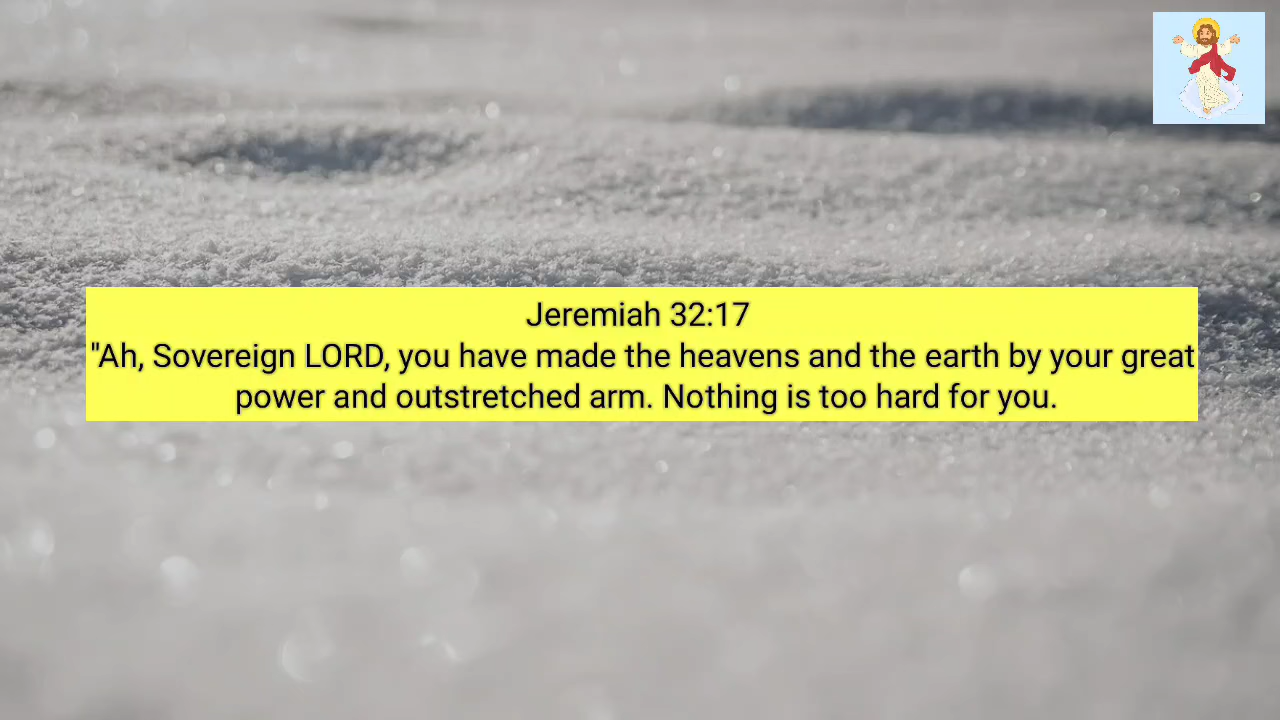 Jeremiah 32:17
"Ah, Sovereign LORD, you have made the heavens and the earth by your great
power and outstretched arm. Nothing is too hard for you.